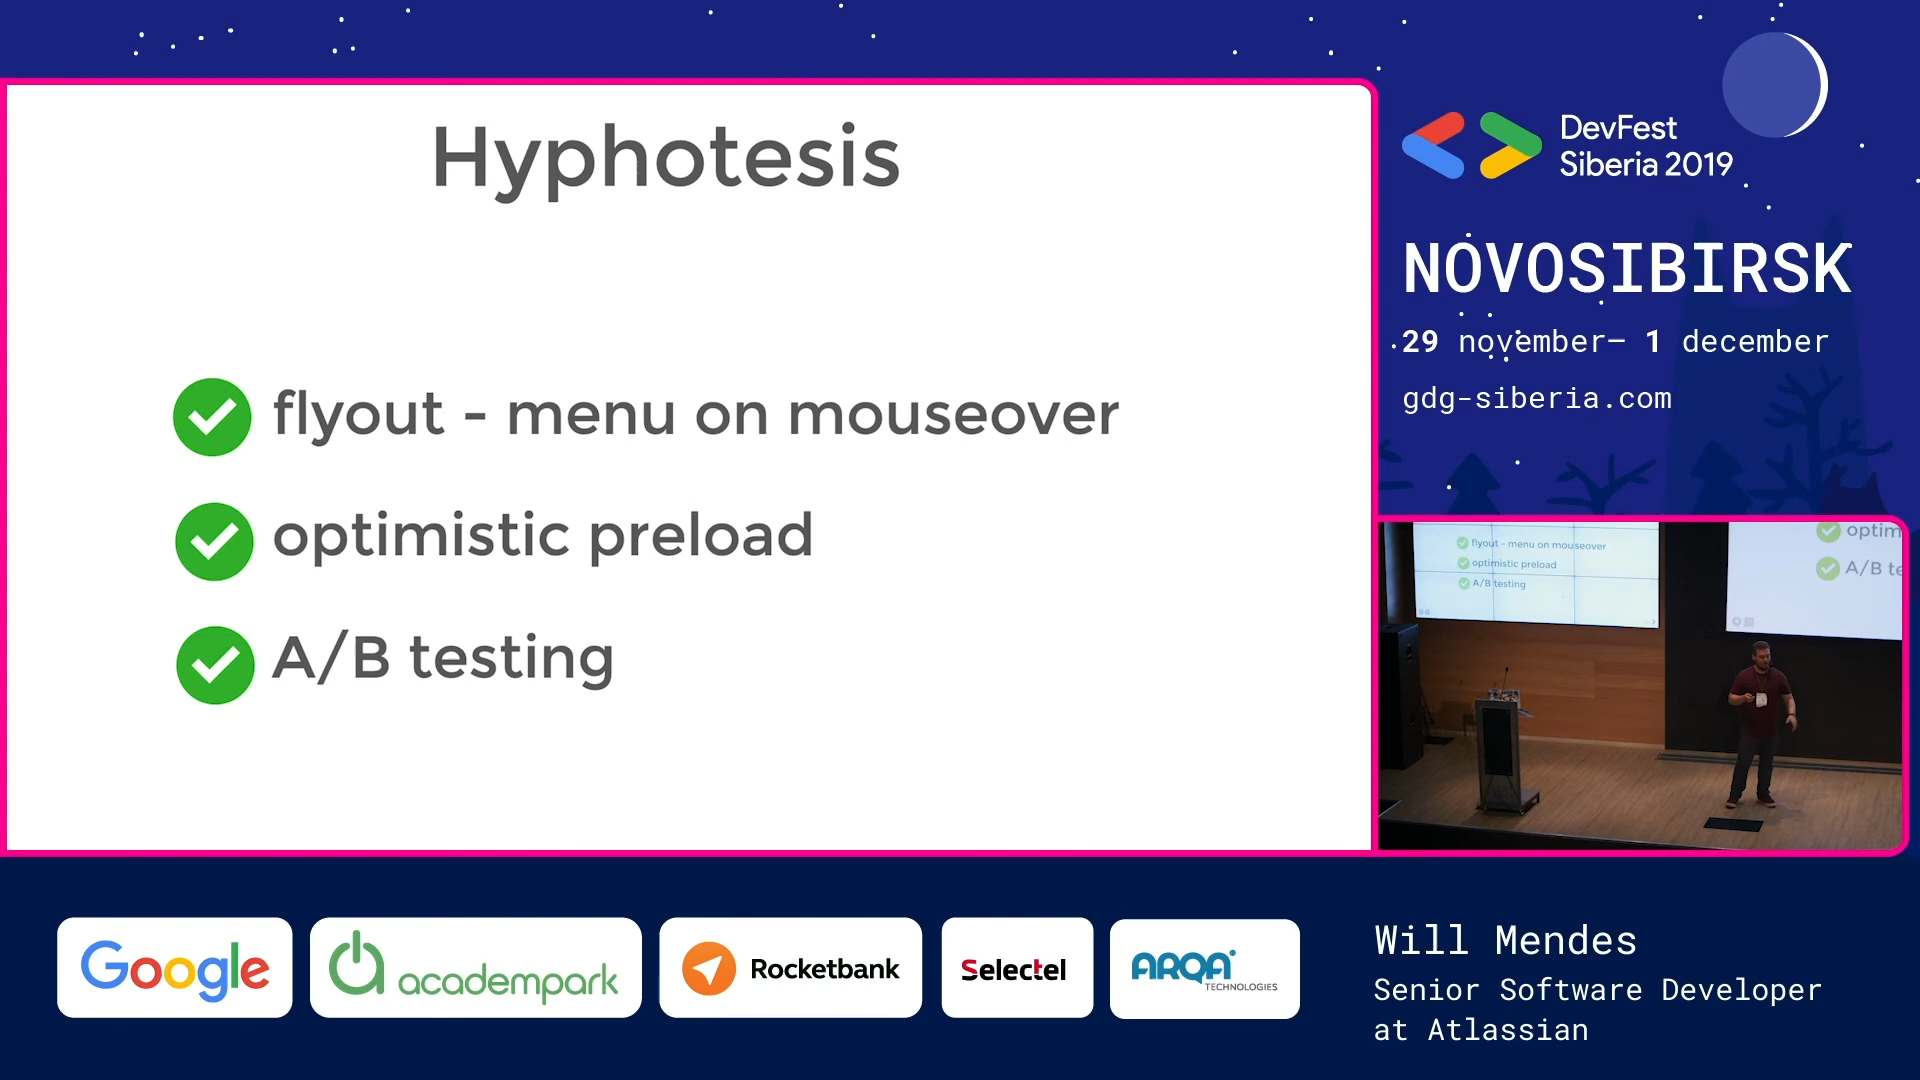 Hyphotesis
flyout - menu on mouseover
optimistic preload
A/B testing
DevFest
Siberia 2019
NOVOSIBIRSK
29 november– 1 december
gdg-siberia.com
flyout - menu on mouseover
optimistic preload
A/B testing
optim
A/B te
Google
academpark
Rocketbank
Selectel
ARQA
TECHNOLOGIES
Will Mendes
Senior Software Developer
at Atlassian